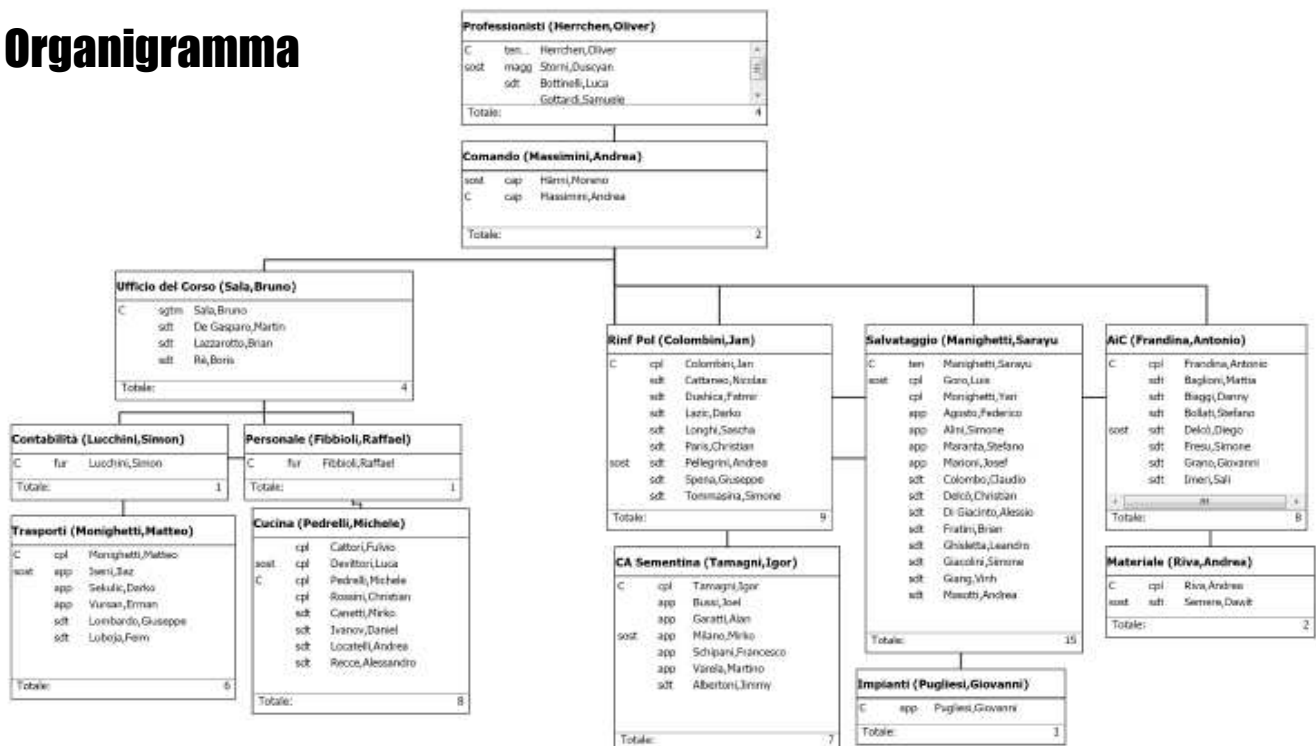 Organigramma
Professionisti (Herrchen,Oliver)
C ten... Herrchen,Oliver
sost magg Storni,Duscyan
sdt Bottinelli,Luca
Gottardi,Samuele
Totale: 4
Comando (Massimini,Andrea)
sost cap Hänni,Moreno
C cap Massimini,Andrea
Totale: 2
Ufficio del Corso (Sala,Bruno)
C sgtm Sala,Bruno
sdt De Gasparo,Martin
sdt Lazzarotto,Brian
sdt Rè,Boris
Totale: 4
Contabilità (Lucchini,Simon)
C fur Lucchini,Simon
Totale: 1
Personale (Fibbioli,Raffael)
C fur Fibbioli,Raffael
Totale: 1
Trasporti (Monighetti,Matteo)
C cpl Monighetti,Matteo
sost app Iseni,Ilaz
app Sekulic,Darko
app Vursan,Erman
sdt Lombardo,Giuseppe
sdt Luboja,Ferim
Totale: 6
Cucina (Pedrelli,Michele)
cpl Cattori,Fulvio
sost cpl Devittori,Luca
C cpl Pedrelli,Michele
cpl Rossini,Christian
sdt Canetti,Mirko
sdt Ivanov,Daniel
sdt Locatelli,Andrea
sdt Recce,Alessandro
Totale: 8
Rinf Pol (Colombini,Jan)
C cpl Colombini,Jan
sdt Cattaneo,Nicolas
sdt Dushica,Fatmir
sdt Lazic,Darko
sdt Longhi,Sascha
sdt Paris,Christian
sost sdt Pellegrini,Andrea
sdt Spena,Giuseppe
sdt Tommasina,Simone
Totale: 9
CA Sementina (Tamagni,Igor)
C cpl Tamagni,Igor
app Bussi,Joel
app Garatti,Alan
sost app Milano,Mirko
app Schipani,Francesco
app Varela,Martino
sdt Albertoni,Jimmy
Totale: 7
Salvataggio (Manighetti,Sarayu
C ten Manighetti,Sarayu
sost cpl Goro,Luis
cpl Monighetti,Yari
app Agosto,Federico
app Alini,Simone
app Maranta,Stefano
app Marioni,Josef
sdt Colombo,Claudio
sdt Delcò,Christian
sdt Di Giacinto,Alessio
sdt Fratini,Brian
sdt Ghisletta,Leandro
sdt Giacolini,Simone
sdt Giang,Vinh
sdt Masotti,Andrea
Totale: 15
Impianti (Pugliesi,Giovanni)
C app Pugliesi,Giovanni
Totale: 1
AiC (Frandina,Antonio)
C cpl Frandina,Antonio
sdt Baglioni,Mattia
sdt Biaggi,Danny
sdt Bollati,Stefano
sost sdt Delcò,Diego
sdt Fresu,Simone
sdt Grano,Giovanni
sdt Imeri,Sali
Totale: 8
Materiale (Riva,Andrea)
C cpl Riva,Andrea
sost sdt Semere,Dawit
Totale: 2